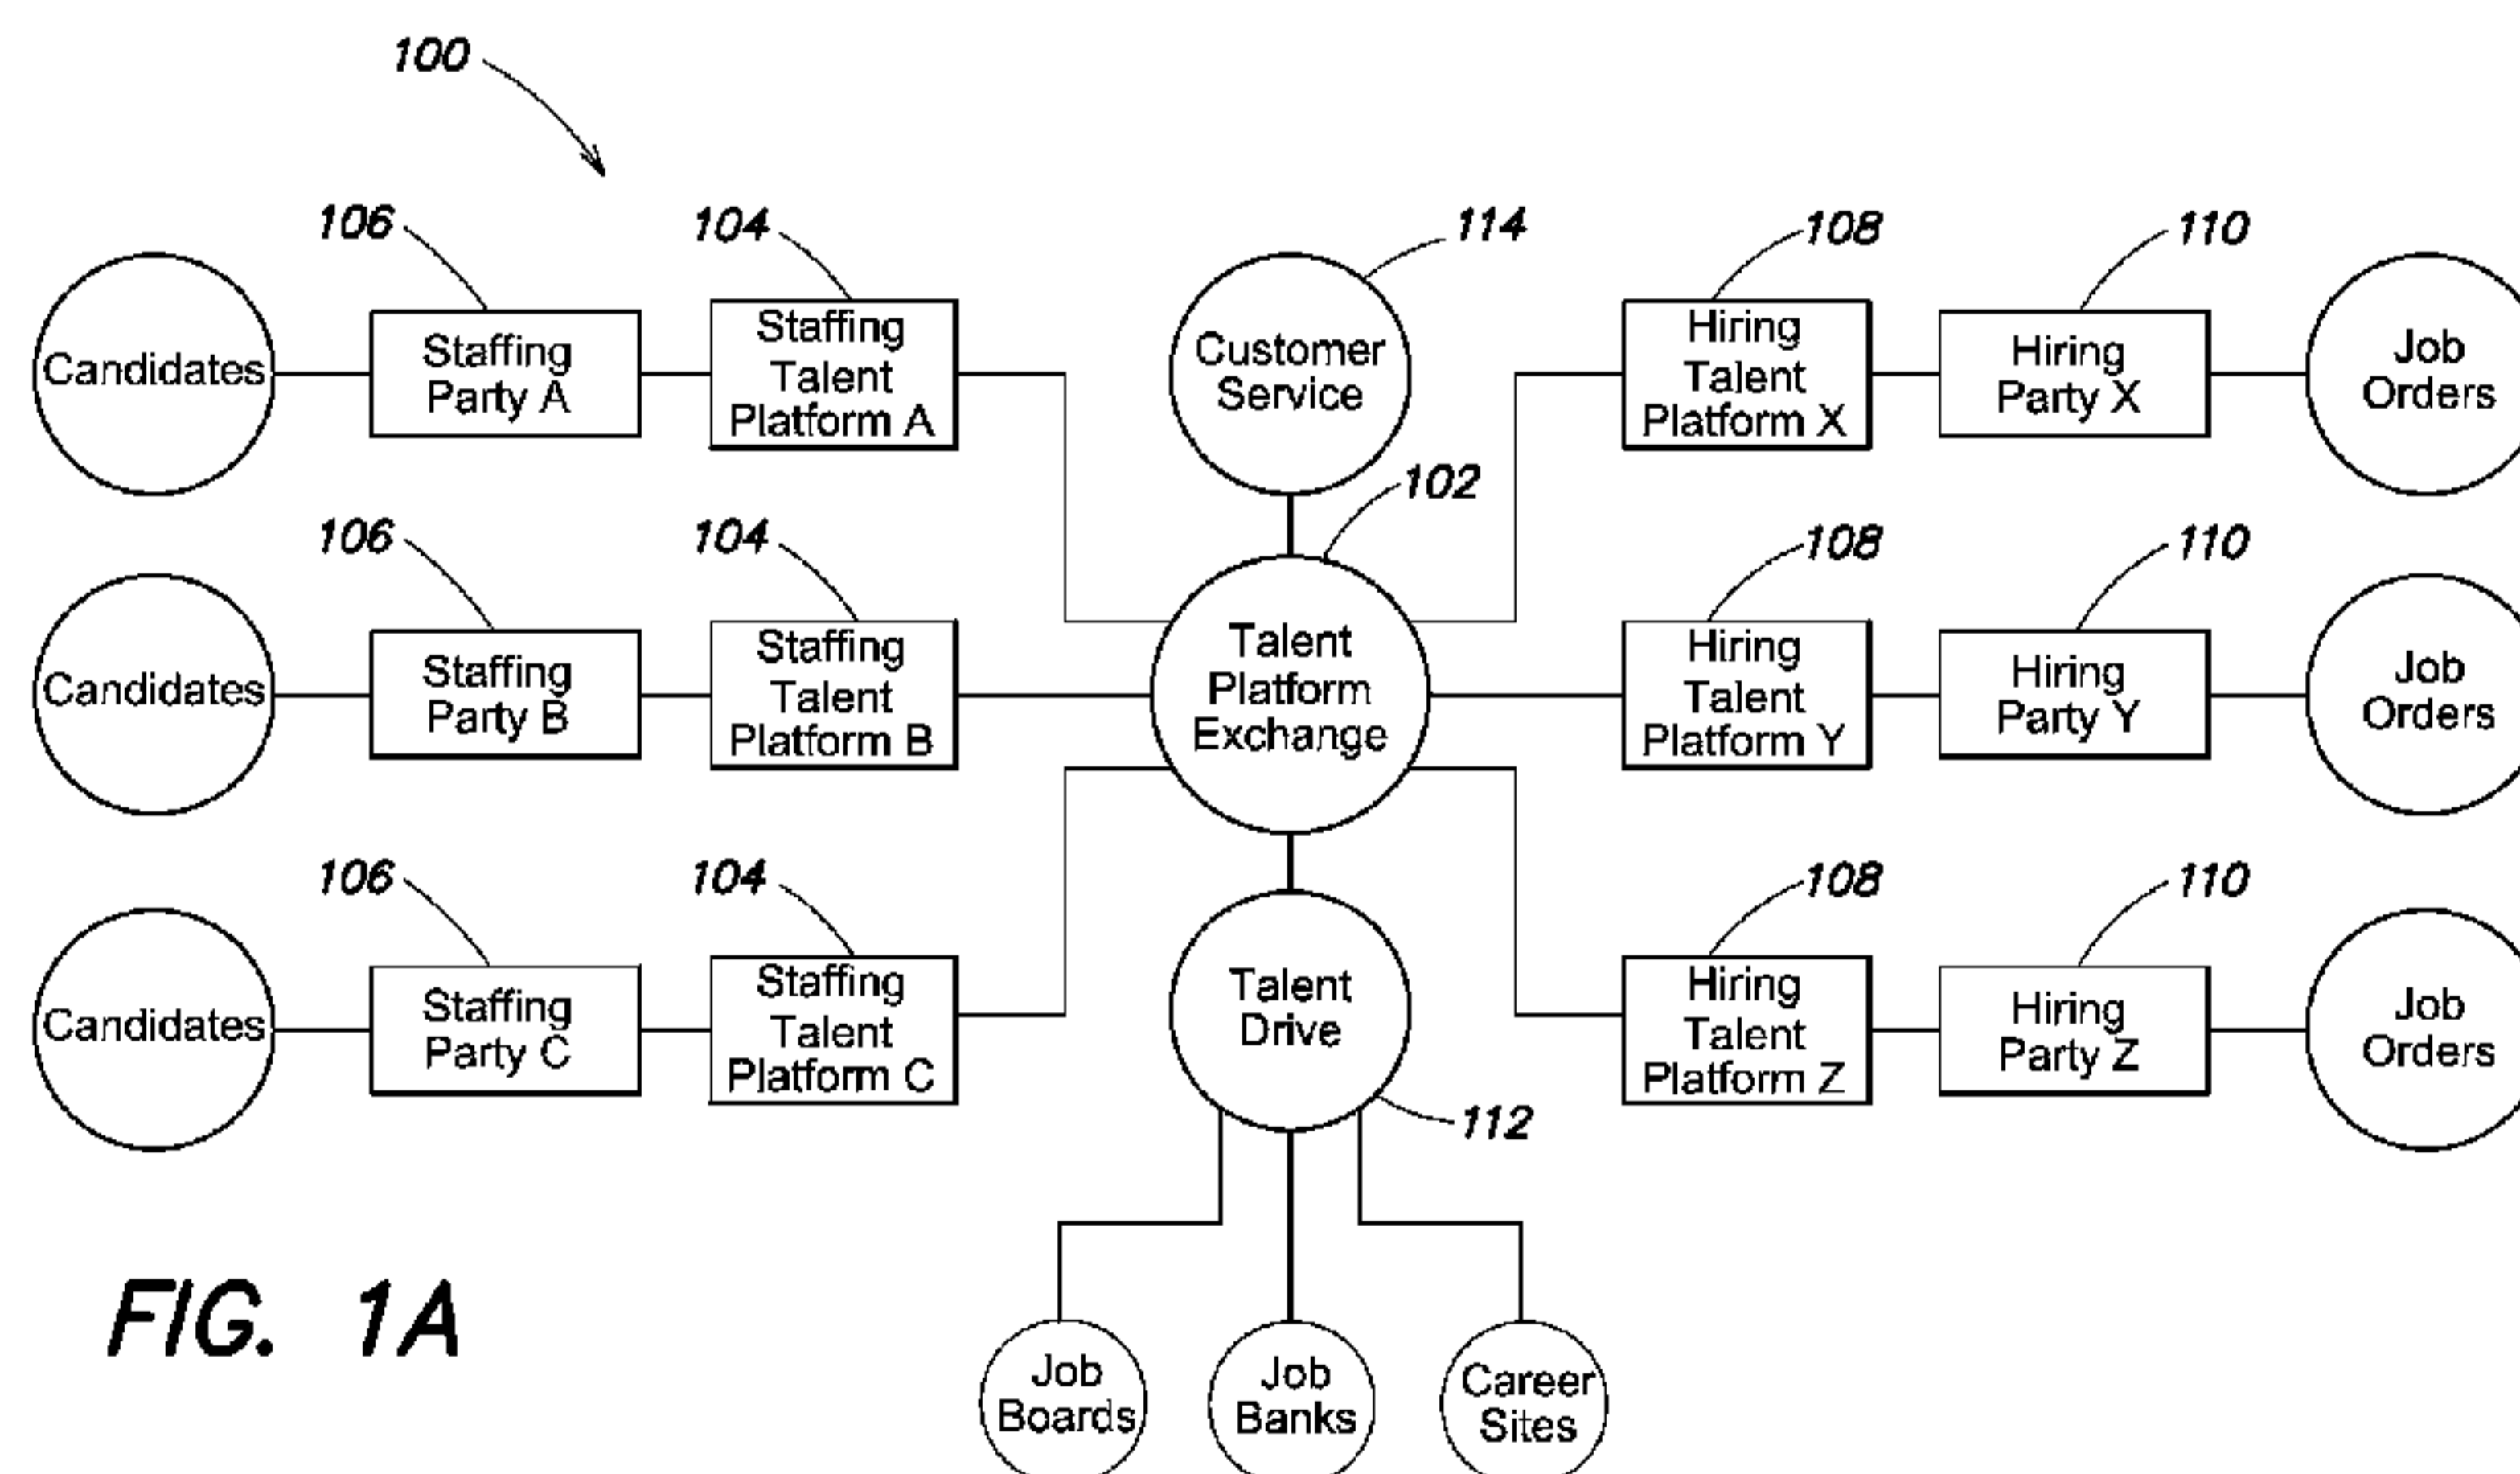 100
106
104
114
108
110
Candidates
Staffing
Party A
Staffing
Talent
Platform A
Customer
Service
Hiring
Talent
Platform X
Hiring
Party X
Job
Orders
102
106
104
108
110
Candidates
Staffing
Party B
Staffing
Talent
Platform B
Talent
Platform
Exchange
Hiring
Talent
Platform Y
Hiring
Party Y
Job
Orders
106
104
108
110
Candidates
Staffing
Party C
Staffing
Talent
Platform C
Talent
Drive
Hiring
Talent
Platform Z
Hiring
Party Z
Job
Orders
112
Job
Boards
Job
Banks
Career
Sites
FIG. 1A